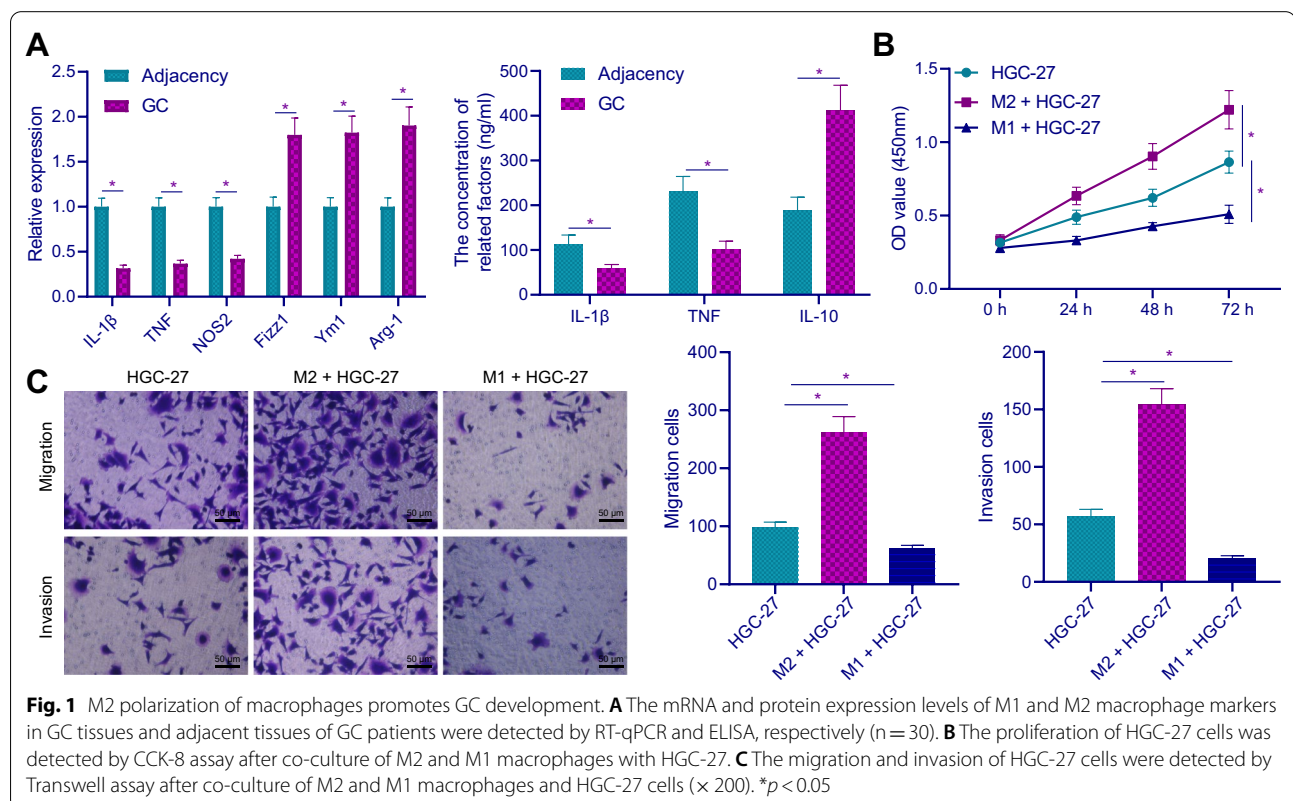 A
Relative expression
2.5
2.0
1.5
1.0
0.5
0.0
Adjacency
GC
* * * * * *
IL-1β TNF NOS2 Fizz1 Ym1 Arg-1
The concentration of
related factors (ng/ml)
500
400
300
200
100
0
Adjacency
GC
* * *
IL-1β TNF IL-10
B
OD value (450nm)
1.5
1.0
0.5
0.0
HGC-27
M2 + HGC-27
M1 + HGC-27
*
*
0 h 24 h 48 h 72 h
C
HGC-27 M2 + HGC-27 M1 + HGC-27
Migration
50 µm 50 µm 50 µm
Invasion
50 µm 50 µm 50 µm
Migration cells
400
300
200
100
0
*
*
HGC-27 M2 + HGC-27 M1 + HGC-27
Invasion cells
200
150
100
50
0
*
*
HGC-27 M2 + HGC-27 M1 + HGC-27
Fig. 1 M2 polarization of macrophages promotes GC development. A The mRNA and protein expression levels of M1 and M2 macrophage markers
in GC tissues and adjacent tissues of GC patients were detected by RT-qPCR and ELISA, respectively (n = 30). B The proliferation of HGC-27 cells was
detected by CCK-8 assay after co-culture of M2 and M1 macrophages with HGC-27. C The migration and invasion of HGC-27 cells were detected by
Transwell assay after co-culture of M2 and M1 macrophages and HGC-27 cells (× 200). *p < 0.05